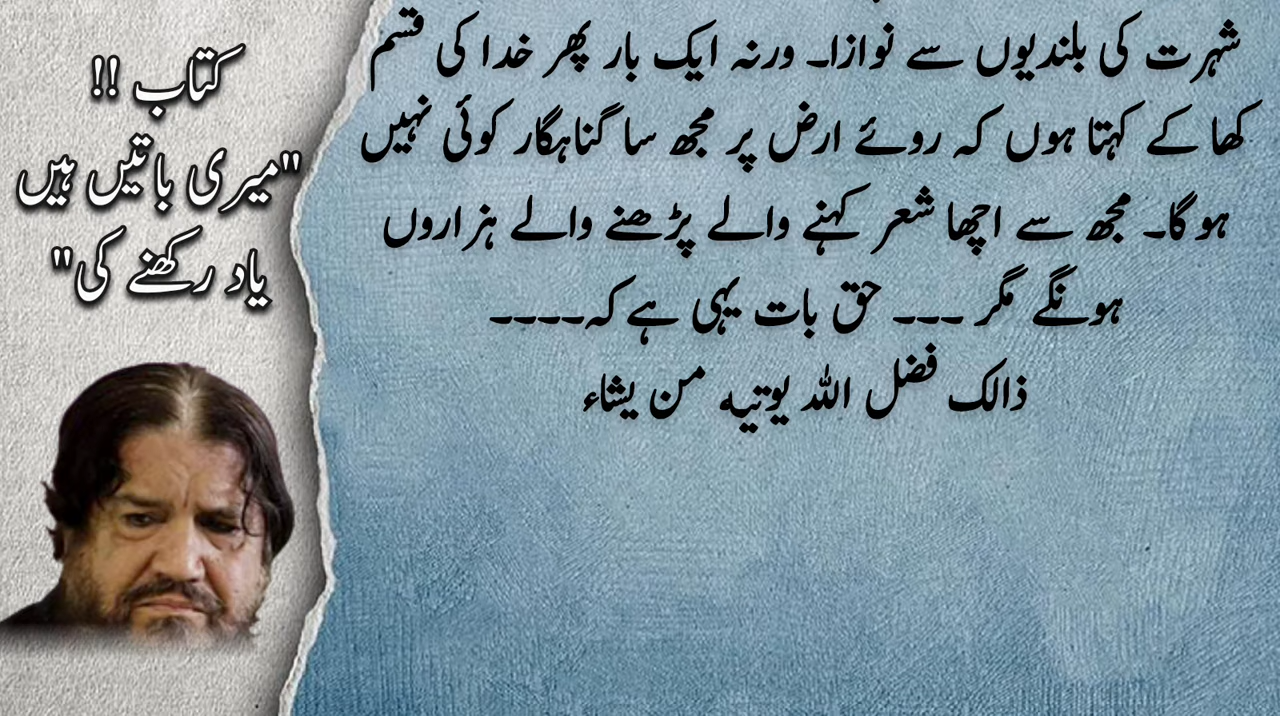 کتاب !!
"میری باتیں ہیں
یاد رکھنے کی"
شہرت کی بلندیوں سے نوازا۔ ورنہ ایک بار پھر خدا کی قسم
کھا کے کہتا ہوں کہ روئے ارض پر مجھ سا گناہگار کوئی نہیں
ہو گا۔ مجھ سے اچھا شعر کہنے والے پڑھنے والے ہزاروں
ہونگے مگر ۔۔۔ حق بات یہی ہے کہ۔۔۔۔
ذالک فضل اللہ یوتیہ من یشاء